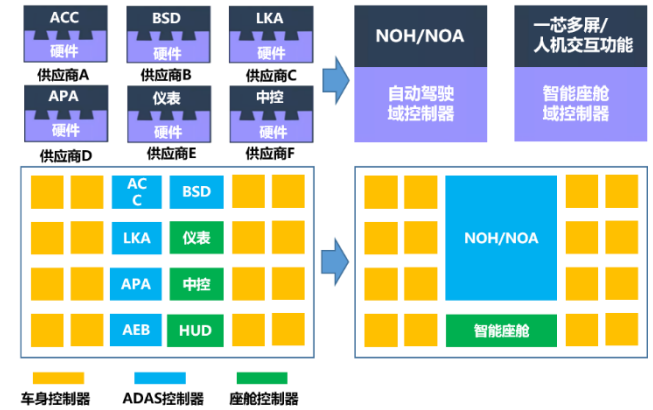 ACC
BSD
LKA
硬件
硬件
硬件
供应商A
供应商B
供应商C
APA
仪表
中控
硬件
硬件
硬件
供应商D
供应商E
供应商F
NOH/NOA
自动驾驶
域控制器
一芯多屏/
人机交互功能
智能座舱
域控制器
AC
C
BSD
LKA
仪表
APA
中控
AEB
HUD
NOH/NOA
智能座舱
车身控制器
ADAS控制器
座舱控制器